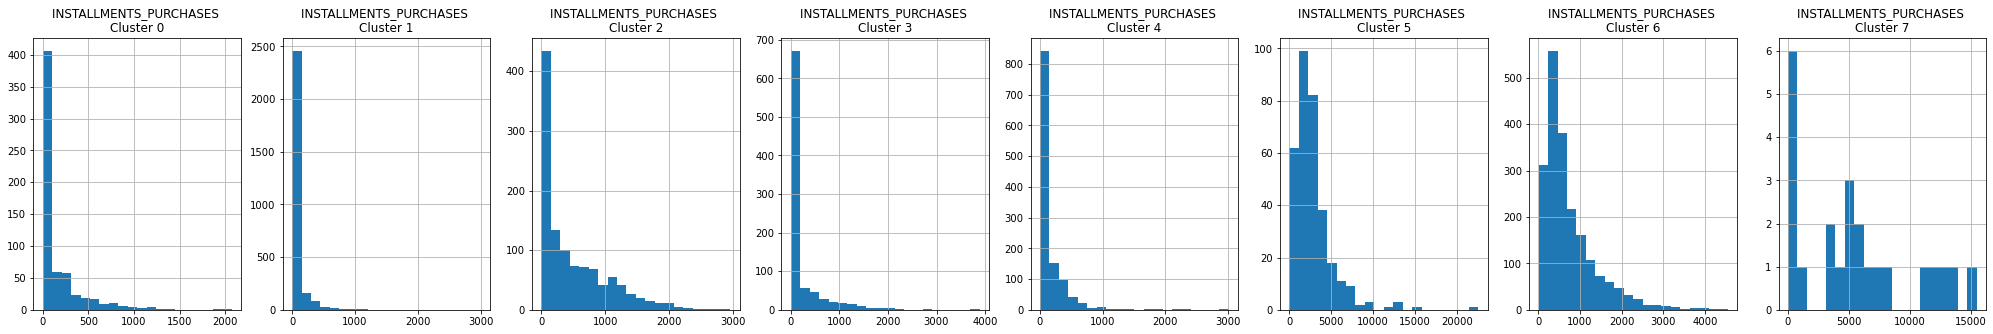 INSTALLMENTS_PURCHASES
Cluster 0
400
350
300
250
200
150
100
50
0
0 500 1000 1500 2000
INSTALLMENTS_PURCHASES
Cluster 1
2500
2000
1500
1000
500
0
0 1000 2000 3000
INSTALLMENTS_PURCHASES
Cluster 2
400
300
200
100
0
0 1000 2000 3000
INSTALLMENTS_PURCHASES
Cluster 3
700
600
500
400
300
200
100
0
0 1000 2000 3000 4000
INSTALLMENTS_PURCHASES
Cluster 4
800
700
600
500
400
300
200
100
0
0 1000 2000 3000
INSTALLMENTS_PURCHASES
Cluster 5
100
80
60
40
20
0
0 5000 10000 15000 20000
INSTALLMENTS_PURCHASES
Cluster 6
500
400
300
200
100
0
0 1000 2000 3000 4000
INSTALLMENTS_PURCHASES
Cluster 7
6
5
4
3
2
1
0
0 5000 10000 15000